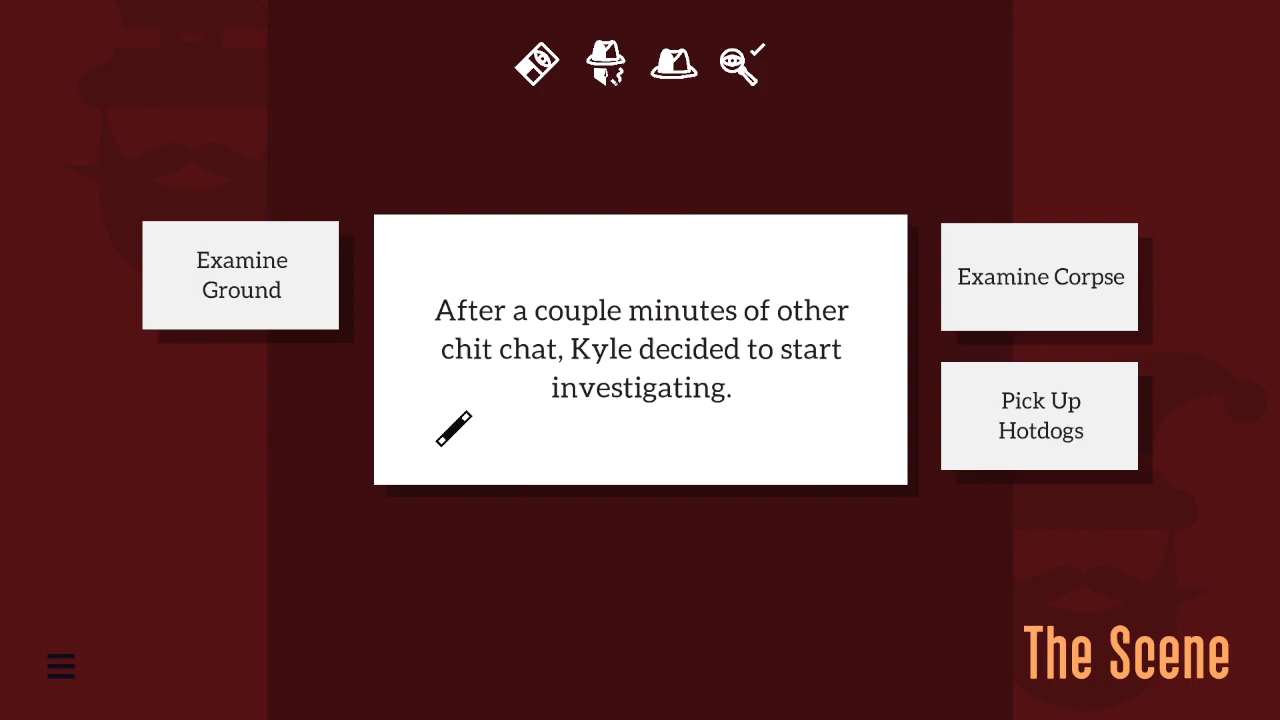 Examine
Ground
After a couple minutes of other
chit chat, Kyle decided to start
investigating.
Examine Corpse
Pick Up
Hotdogs
The Scene